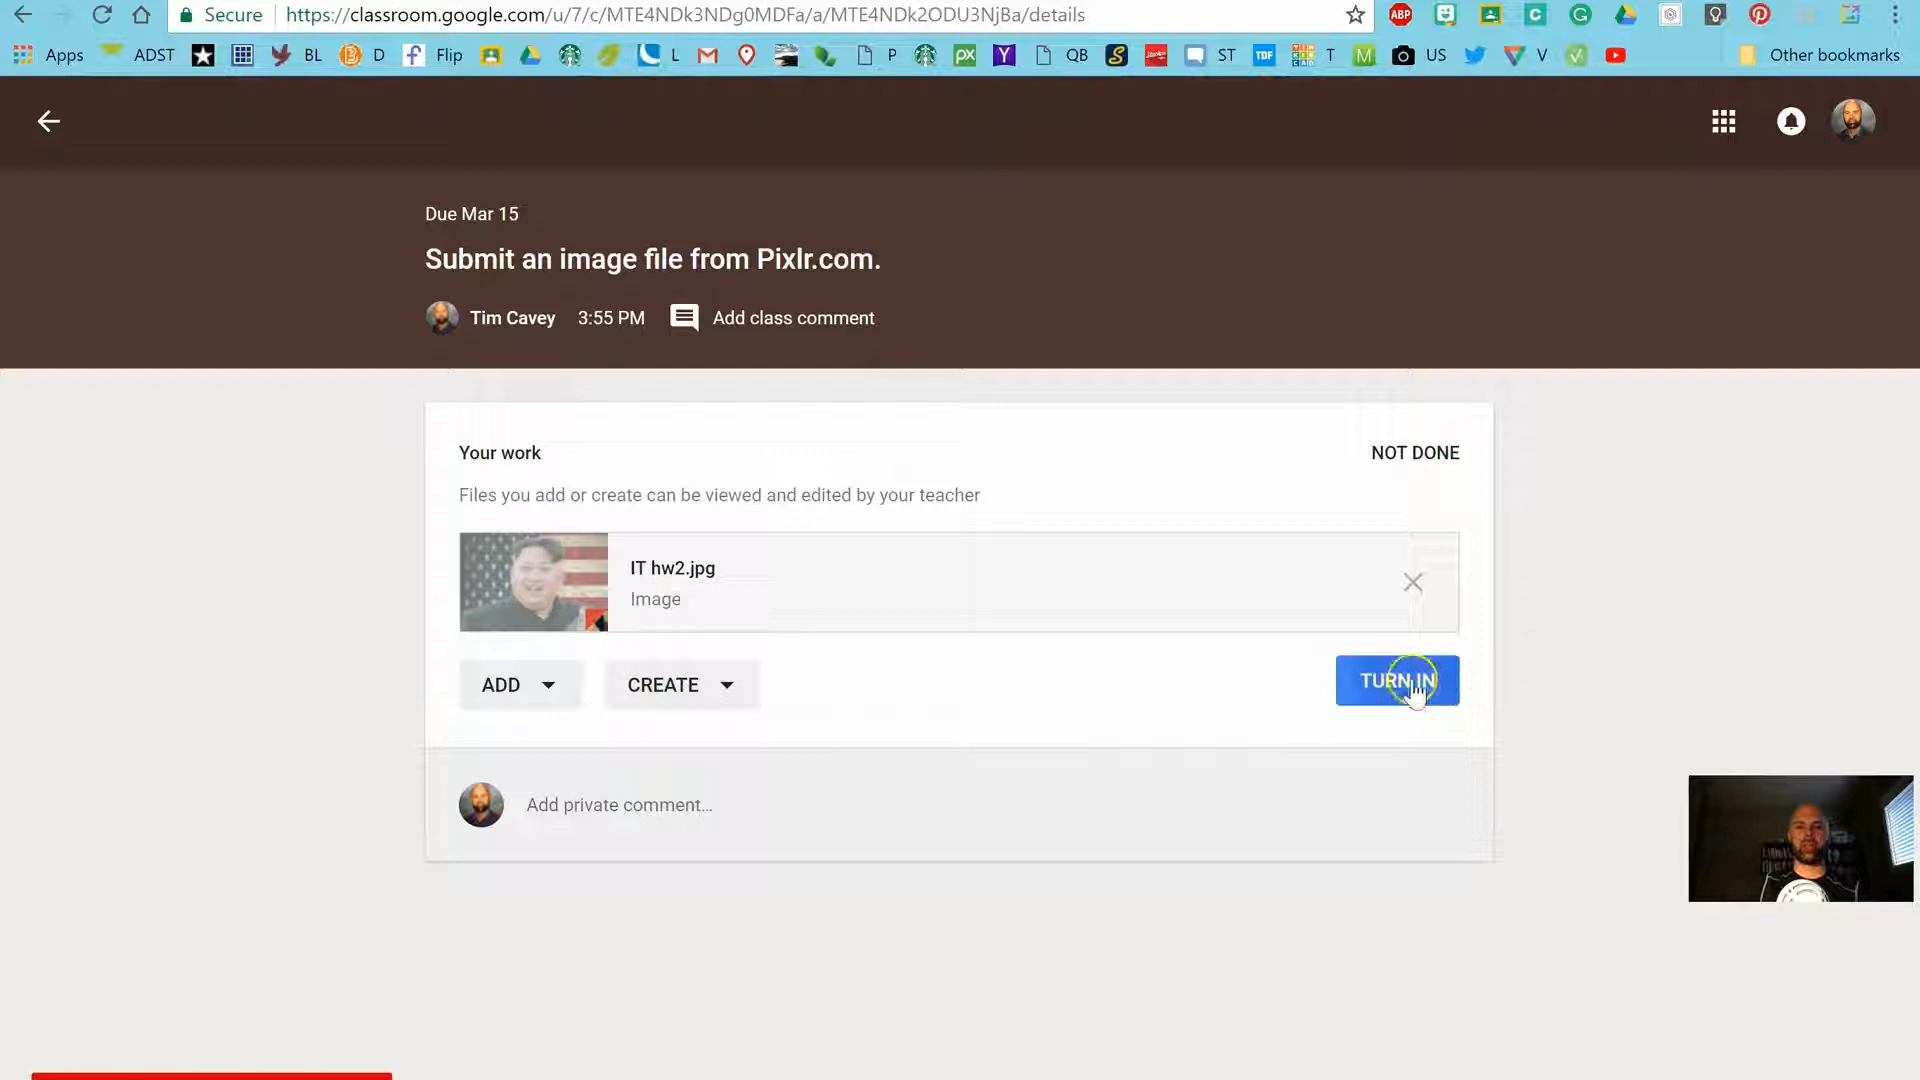 Secure https://classroom.google.com/u/7/c/MTE4NDk3NDg0MDFa/a/MTE4NDk2ODU3NjBa/details ABP C G
Apps ADST BL D Flip L P px Y QB S ST TDF T M US V Other bookmarks
Due Mar 15
Submit an image file from Pixlr.com.
Tim Cavey 3:55 PM Add class comment
Your work NOT DONE
Files you add or create can be viewed and edited by your teacher
IT hw2.jpg
Image
ADD CREATE TURN IN
Add private comment...